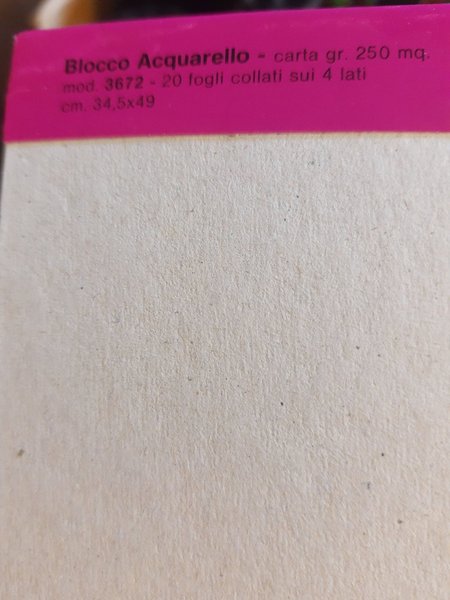 Blocco Acquarello - carta gr. 250 mq.
mod. 3672 - 20 fogli collati sui 4 lati
cm. 34,5x49